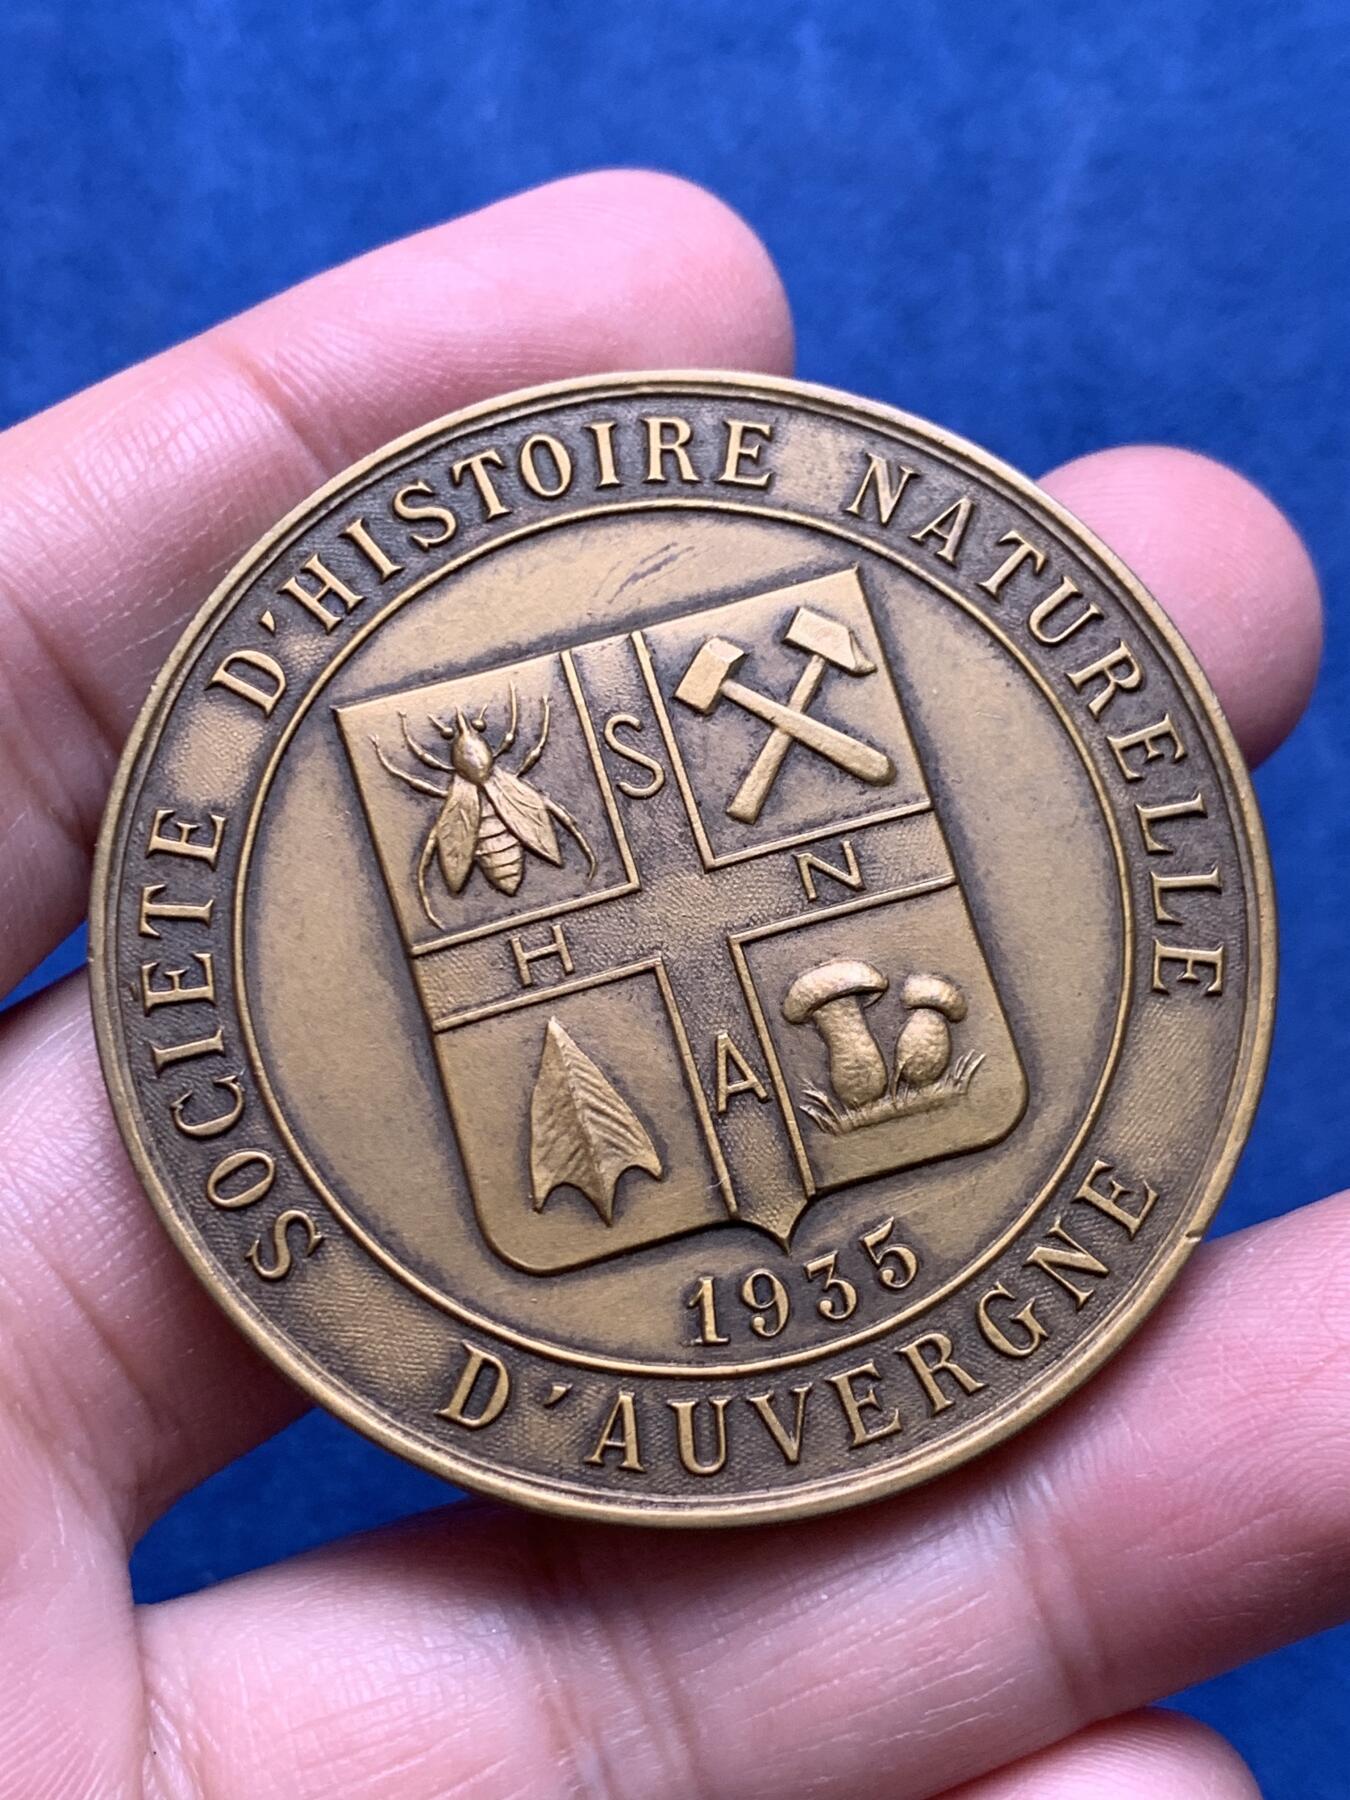 SOCIÉTÉ D'HISTOIRE NATURELLE
D'AUVERGNE
S
H N
A
1935